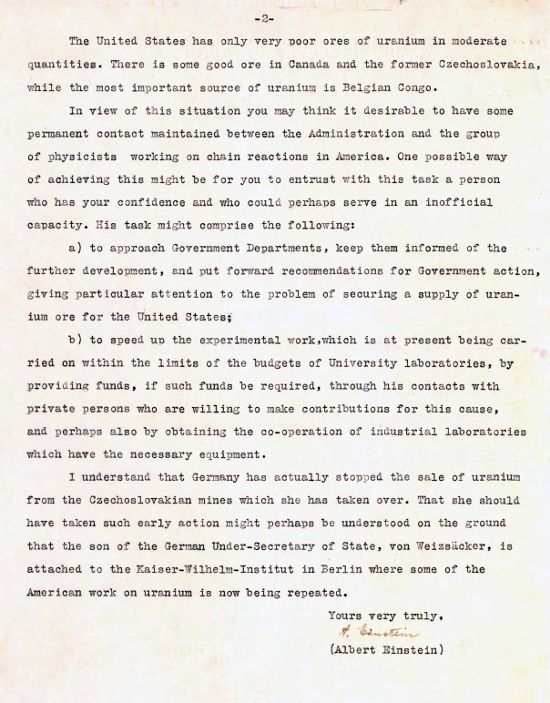 -2-
The United States has only very poor ores of uranium in moderate
quantities. There is some good ore in Canada and the former Czechoslovakia,
while the most important source of uranium is Belgian Congo.
In view of this situation you may think it desirable to have some
permanent contact maintained between the Administration and the group
of physicists working on chain reactions in America. One possible way
of achieving this might be for you to entrust with this task a person
who has your confidence and who could perhaps serve in an inofficial
capacity. His task might comprise the following:
a) to approach Government Departments, keep them informed of the
further development, and put forward recommendations for Government action,
giving particular attention to the problem of securing a supply of uran-
ium ore for the United States;
b) to speed up the experimental work,which is at present being car-
ried on within the limits of the budgets of University laboratories, by
providing funds, if such funds be required, through his contacts with
private persons who are willing to make contributions for this cause,
and perhaps also by obtaining the co-operation of industrial laboratories
which have the necessary equipment.
I understand that Germany has actually stopped the sale of uranium
from the Czechoslovakian mines which she has taken over. That she should
have taken such early action might perhaps be understood on the ground
that the son of the German Under-Secretary of State, von Weizsäcker, is
attached to the Kaiser-Wilhelm-Institut in Berlin where some of the
American work on uranium is now being repeated.
Yours very truly,
A. Einstein
(Albert Einstein)